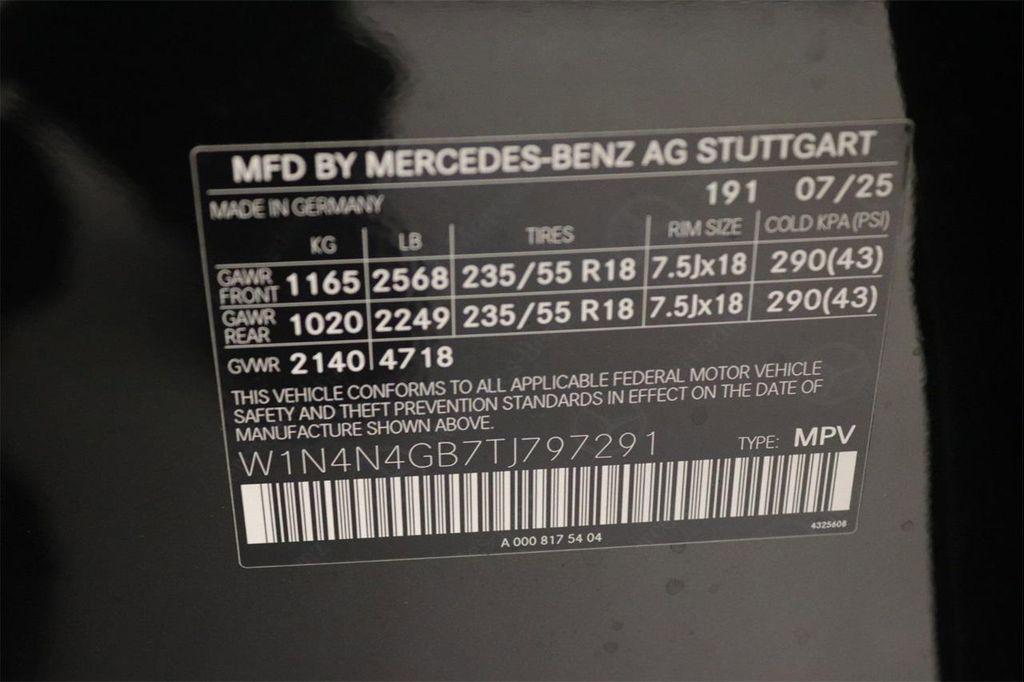 MFD BY MERCEDES-BENZ AG STUTTGART
MADE IN GERMANY 191 07/25
KG LB TIRES RIM SIZE COLD KPA (PSI)
GAWR FRONT 1165 2568 235/55 R18 7.5Jx18 290(43)
GAWR REAR 1020 2249 235/55 R18 7.5Jx18 290(43)
GVWR 2140 4718
THIS VEHICLE CONFORMS TO ALL APPLICABLE FEDERAL MOTOR VEHICLE
SAFETY AND THEFT PREVENTION STANDARDS IN EFFECT ON THE DATE OF
MANUFACTURE SHOWN ABOVE.
W1N4N4GB7TJ797291 TYPE: MPV
4325608
A 000 817 54 04